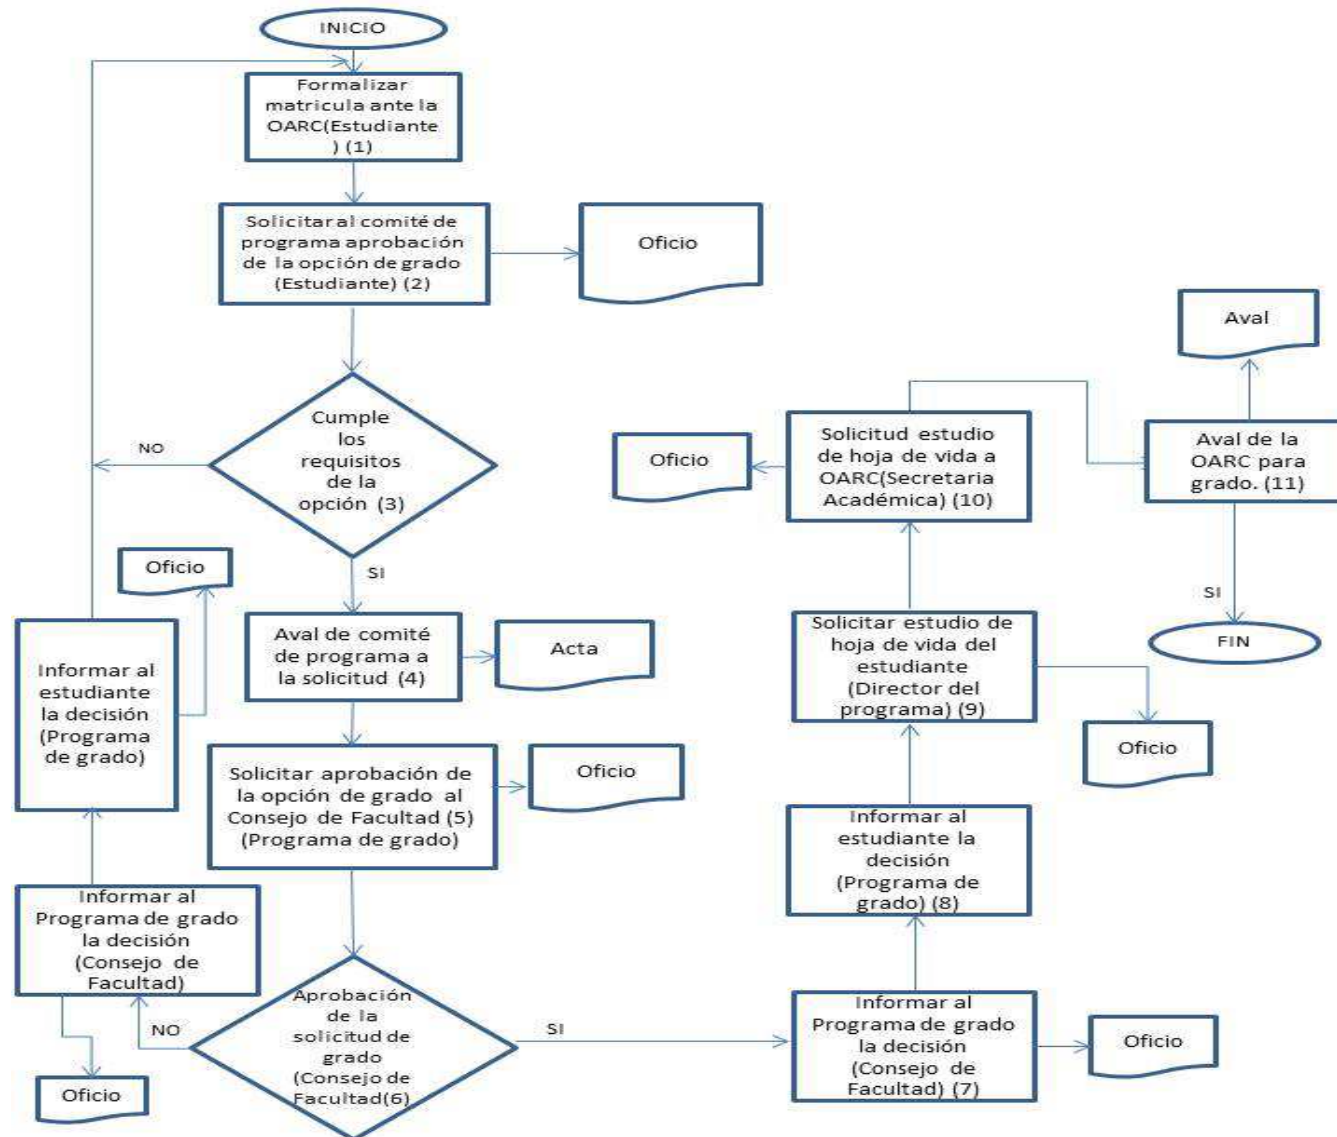 INICIO
Formalizar
matricula ante la
OARC(Estudiante
) (1)
Solicitar al comité de
programa aprobación
de la opción de grado
(Estudiante) (2)
Oficio
Cumple
los
requisitos
de la
opción (3)
NO
SI
Oficio
Aval de comité
de programa a
la solicitud (4)
Acta
Informar al
estudiante
la decisión
(Programa
de grado)
Solicitar aprobación de
la opción de grado al
Consejo de Facultad (5)
(Programa de grado)
Oficio
Informar al
Programa de grado
la decisión
(Consejo de
Facultad)
NO
Oficio
Aprobación
de la
solicitud de
grado
(Consejo de
Facultad(6)
SI
Informar al
Programa de grado
la decisión
(Consejo de
Facultad) (7)
Oficio
Informar al
estudiante la
decisión
(Programa de
grado) (8)
Solicitar estudio de
hoja de vida del
estudiante
(Director del
programa) (9)
Oficio
Solicitud estudio
de hoja de vida a
OARC(Secretaria
Académica) (10)
Oficio
Aval de la
OARC para
grado. (11)
Aval
SI
FIN